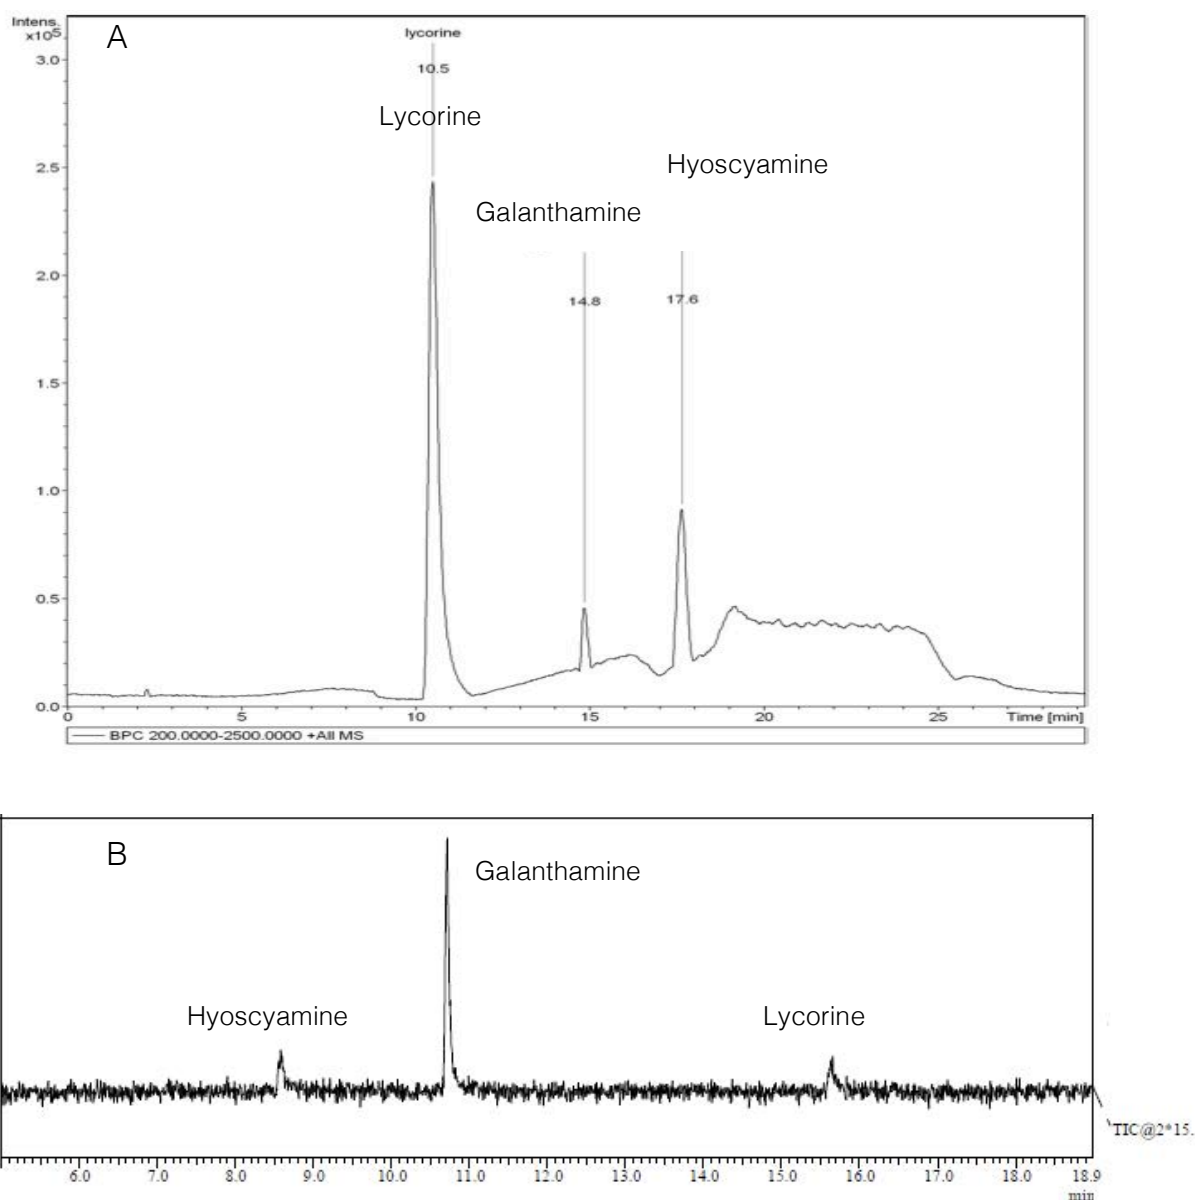 Intens.
x10⁵
A
lycorine
3.0
10.5
Lycorine
2.5
Hyoscyamine
Galanthamine
2.0
14.8
17.6
1.5
1.0
0.5
0.0
0 5 10 15 20 25 Time [min]
BPC 200.0000-2500.0000 +All MS
B
Galanthamine
Hyoscyamine
Lycorine
TIC@2*15.
6.0 7.0 8.0 9.0 10.0 11.0 12.0 13.0 14.0 15.0 16.0 17.0 18.0 18.9
min